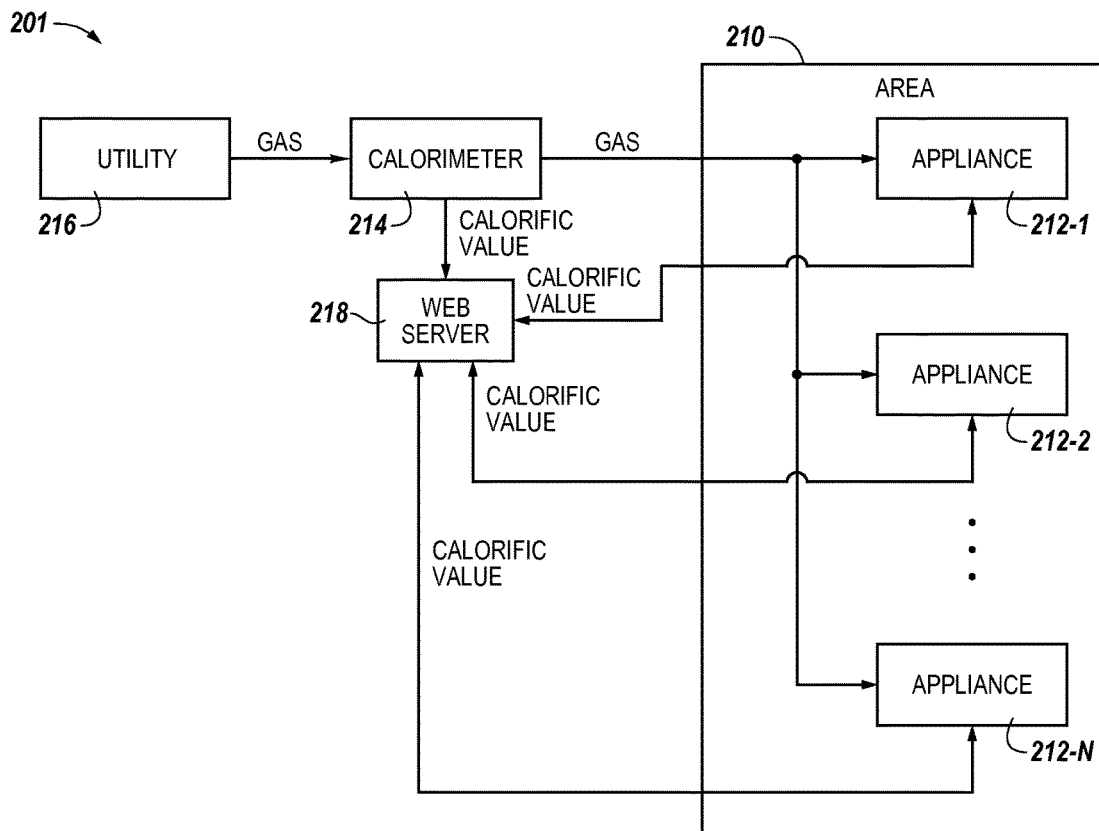 201
210
AREA
UTILITY
216
GAS
CALORIMETER
214
GAS
APPLIANCE
212-1
CALORIFIC
VALUE
CALORIFIC
VALUE
WEB
SERVER
218
APPLIANCE
212-2
CALORIFIC
VALUE
CALORIFIC
VALUE
APPLIANCE
212-N